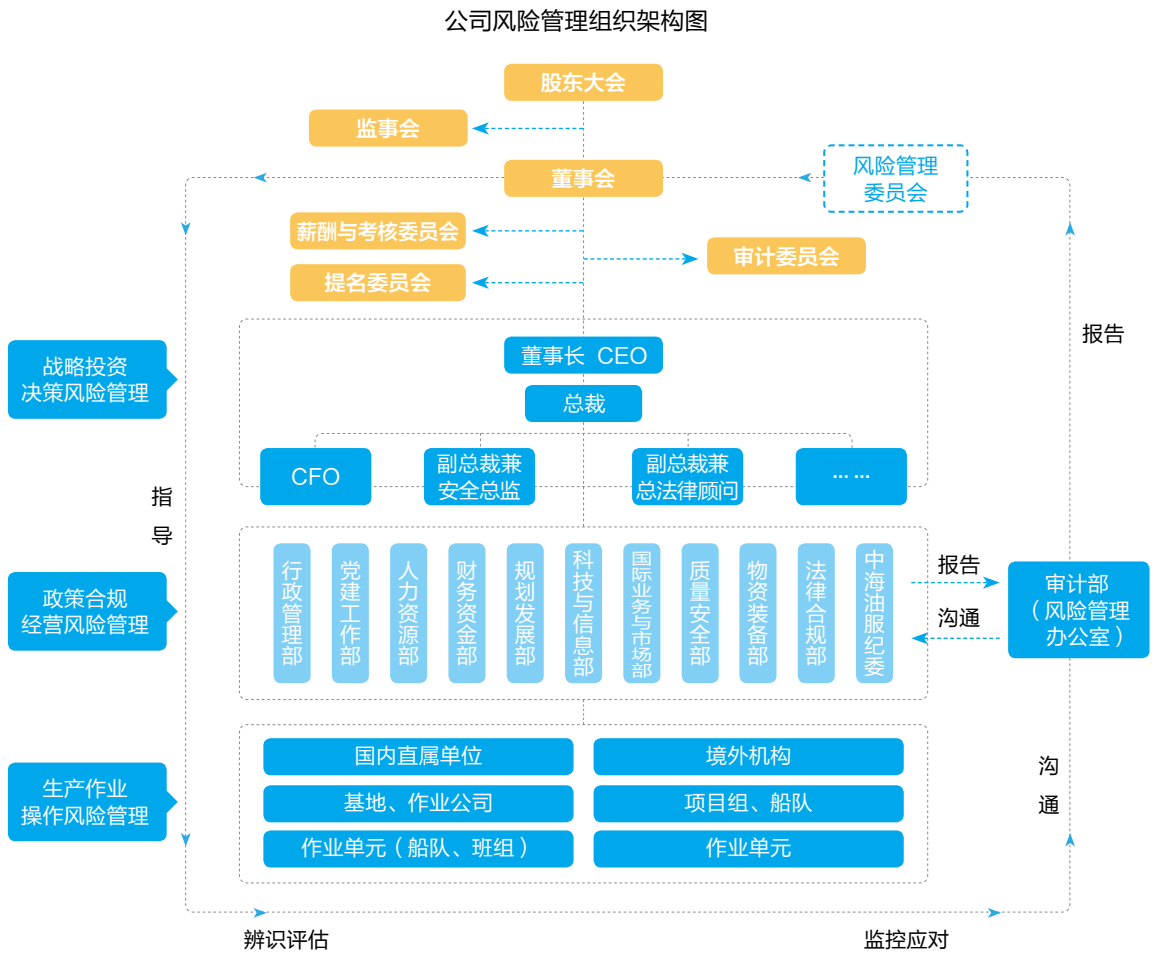 公司风险管理组织架构图
股东大会
监事会
董事会
风险管理
委员会
薪酬与考核委员会
审计委员会
提名委员会
报告
战略投资
决策风险管理
董事长 CEO
总裁
CFO
副总裁兼
安全总监
副总裁兼
总法律顾问
... ...
指
导
政策合规
经营风险管理
行政管理部
党建工作部
人力资源部
财务资金部
规划发展部
科技与信息部
国际业务与市场部
质量安全部
物资装备部
法律合规部
中海油服纪委
报告
沟通
审计部
（风险管理
办公室）
生产作业
操作风险管理
国内直属单位
境外机构
基地、作业公司
项目组、船队
作业单元（船队、班组）
作业单元
沟
通
辨识评估
监控应对